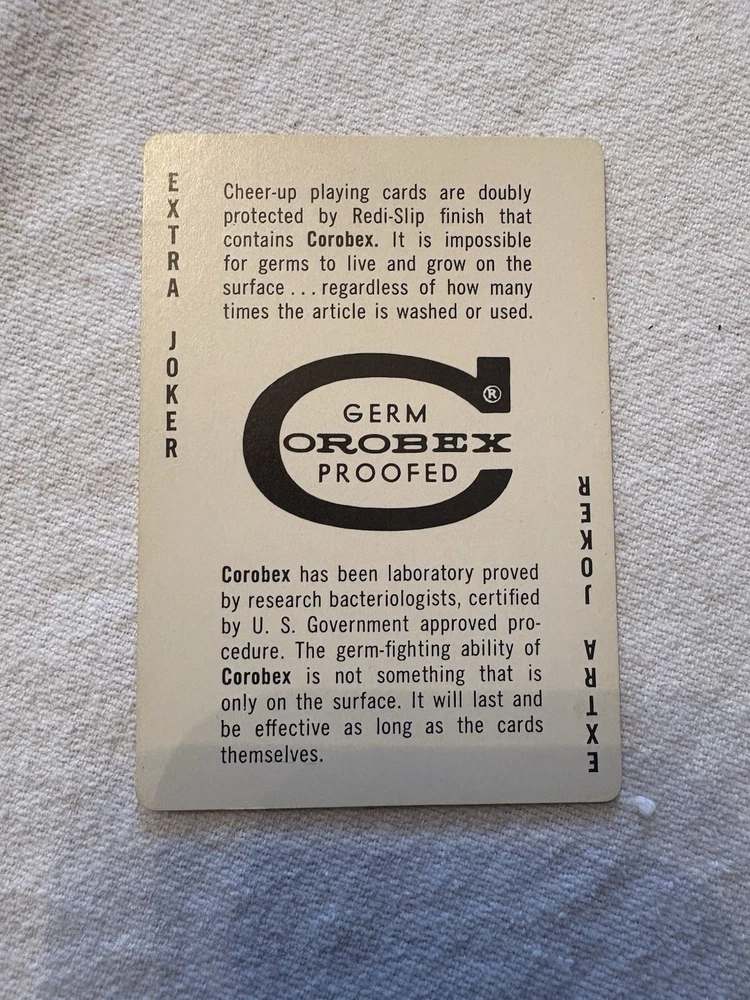 EXTRA JOKER
Cheer-up playing cards are doubly
protected by Redi-Slip finish that
contains Corobex. It is impossible
for germs to live and grow on the
surface ... regardless of how many
times the article is washed or used.
GERM
COROBEX ®
PROOFED
Corobex has been laboratory proved
by research bacteriologists, certified
by U. S. Government approved pro-
cedure. The germ-fighting ability of
Corobex is not something that is
only on the surface. It will last and
be effective as long as the cards
themselves.
EXTRA JOKER